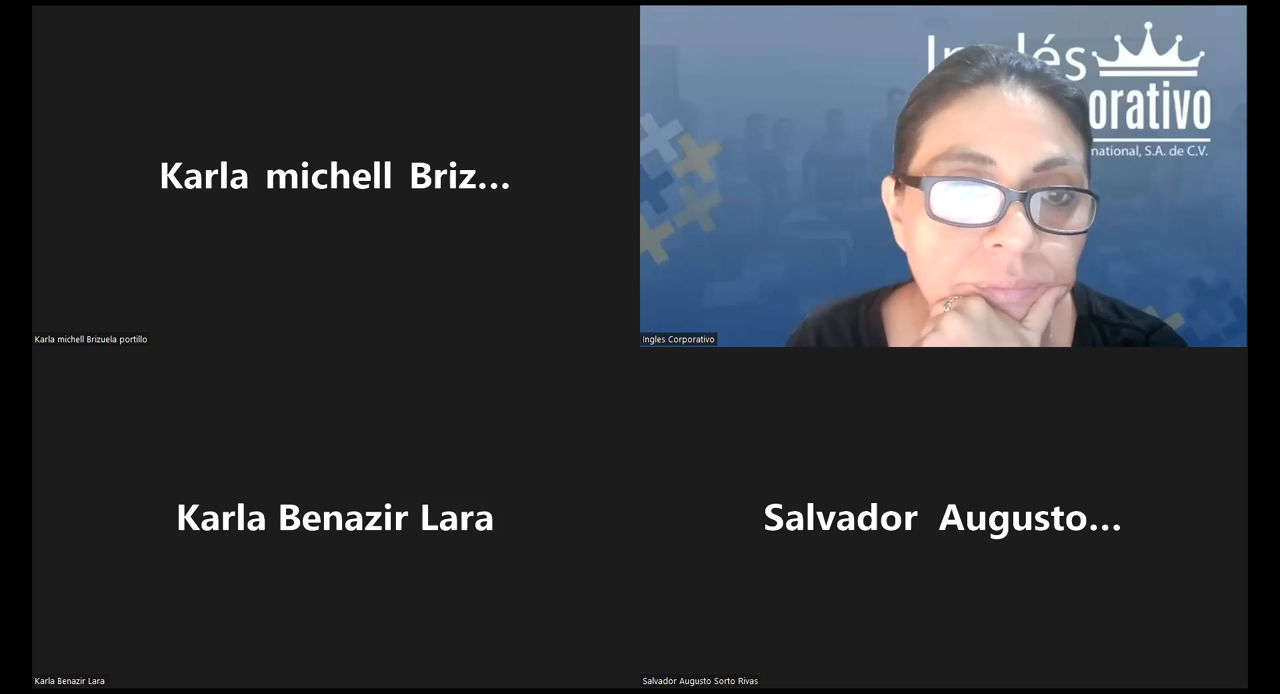 Karla michell Briz...
Karla michell Brizuela portillo
Inglés
orativo
national, S.A. de C.V.
Ingles Corporativo
Karla Benazir Lara
Karla Benazir Lara
Salvador Augusto...
Salvador Augusto Sorto Rivas